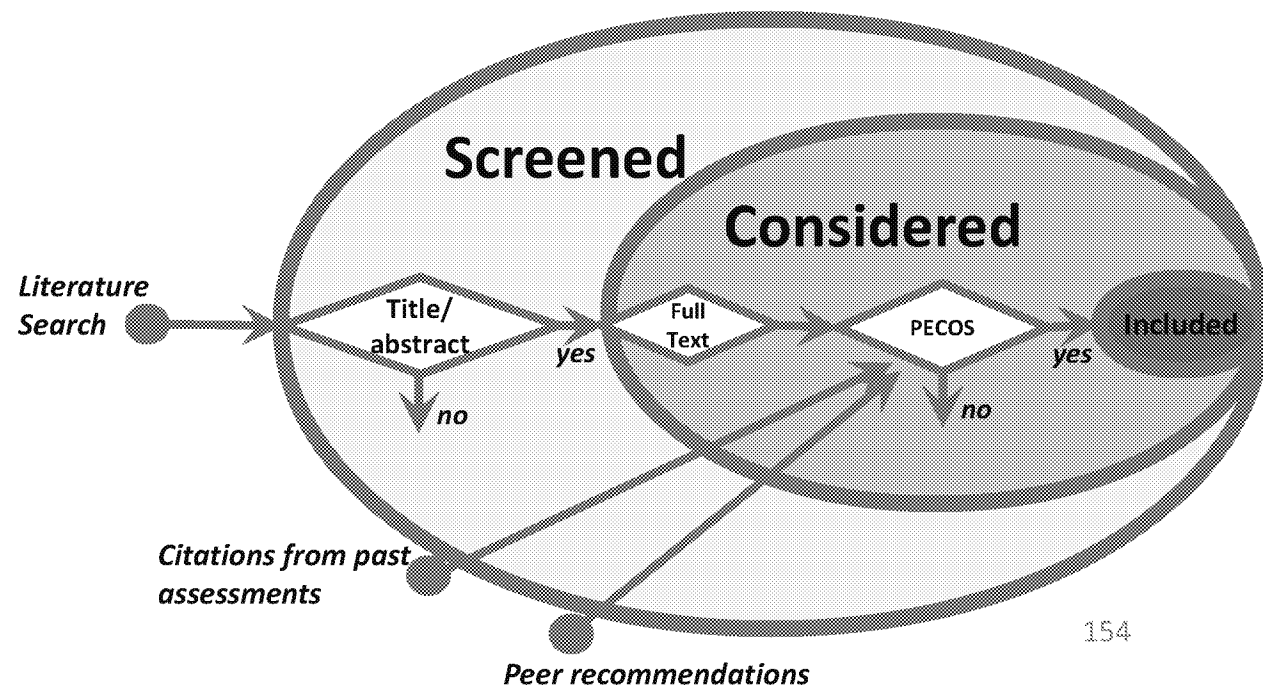 Screened
Considered
Literature
Search
Title/
abstract
yes
no
Full
Text
PECOS
yes
no
Included
Citations from past
assessments
Peer recommendations
154